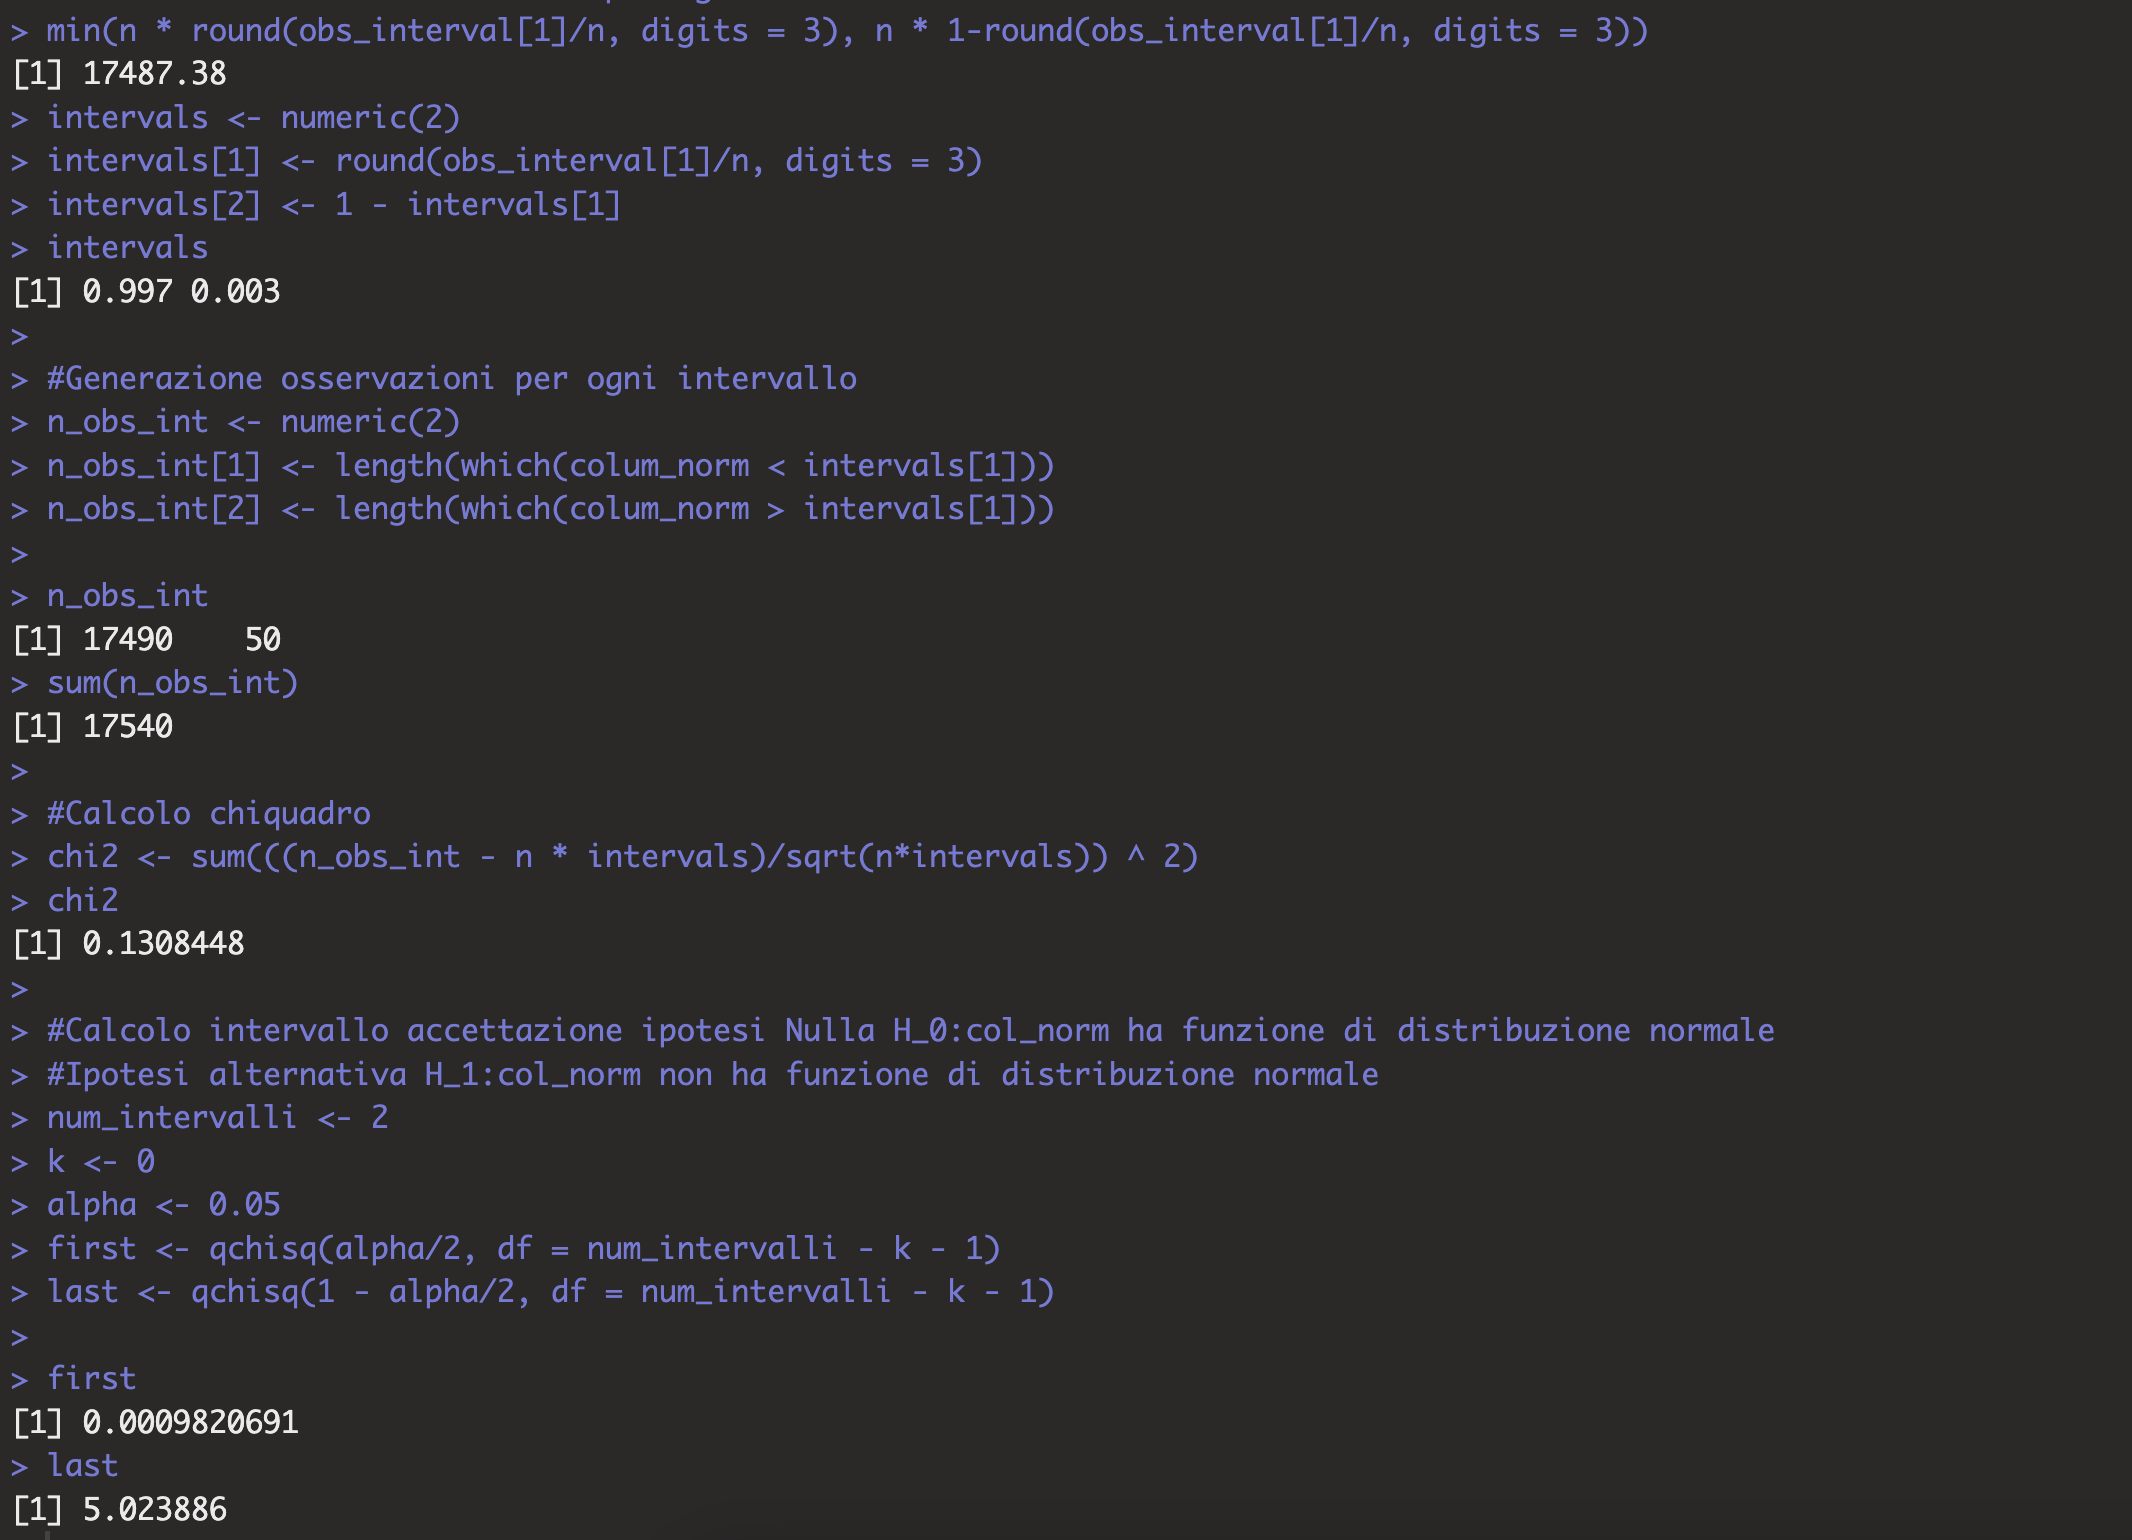 > min(n * round(obs_interval[1]/n, digits = 3), n * 1-round(obs_interval[1]/n, digits = 3))
[1] 17487.38
> intervals <- numeric(2)
> intervals[1] <- round(obs_interval[1]/n, digits = 3)
> intervals[2] <- 1 - intervals[1]
> intervals
[1] 0.997 0.003
>
> #Generazione osservazioni per ogni intervallo
> n_obs_int <- numeric(2)
> n_obs_int[1] <- length(which(colum_norm < intervals[1]))
> n_obs_int[2] <- length(which(colum_norm > intervals[1]))
>
> n_obs_int
[1] 17490    50
> sum(n_obs_int)
[1] 17540
>
> #Calcolo chiquadro
> chi2 <- sum(((n_obs_int - n * intervals)/sqrt(n*intervals)) ^ 2)
> chi2
[1] 0.1308448
>
> #Calcolo intervallo accettazione ipotesi Nulla H_0:col_norm ha funzione di distribuzione normale
> #Ipotesi alternativa H_1:col_norm non ha funzione di distribuzione normale
> num_intervalli <- 2
> k <- 0
> alpha <- 0.05
> first <- qchisq(alpha/2, df = num_intervalli - k - 1)
> last <- qchisq(1 - alpha/2, df = num_intervalli - k - 1)
>
> first
[1] 0.0009820691
> last
[1] 5.023886